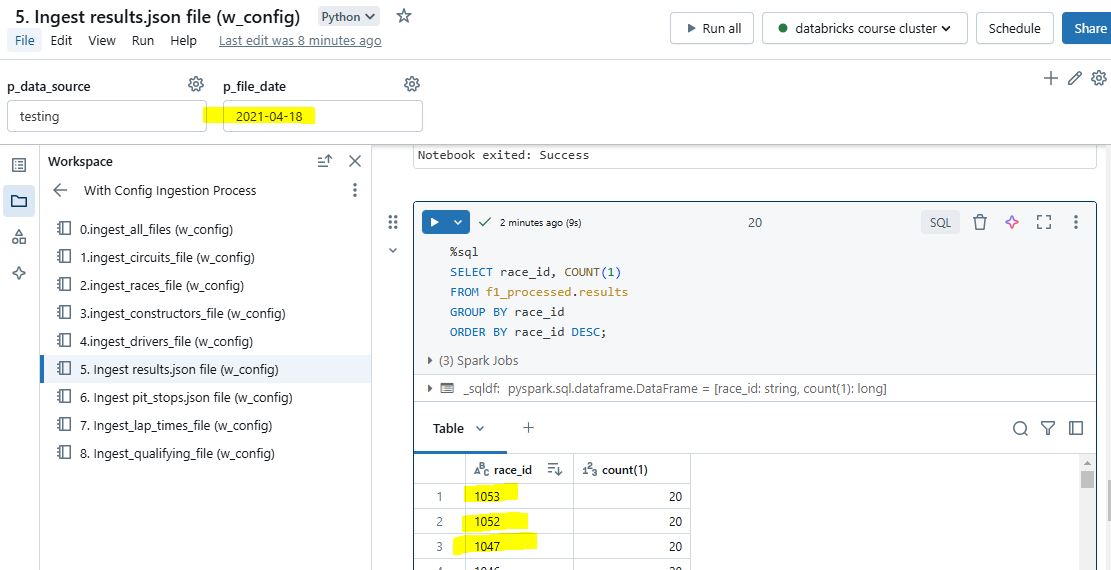 5. Ingest results.json file (w_config) Python
File Edit View Run Help Last edit was 8 minutes ago
Run all
databricks course cluster
Schedule
Share
p_data_source
testing
p_file_date
2021-04-18
Workspace
With Config Ingestion Process
0.ingest_all_files (w_config)
1.ingest_circuits_file (w_config)
2.ingest_races_file (w_config)
3.ingest_constructors_file (w_config)
4.ingest_drivers_file (w_config)
5. Ingest results.json file (w_config)
6. Ingest pit_stops.json file (w_config)
7. Ingest_lap_times_file (w_config)
8. Ingest_qualifying_file (w_config)
Notebook exited: Success
2 minutes ago (9s) 20 SQL
%sql
SELECT race_id, COUNT(1)
FROM f1_processed.results
GROUP BY race_id
ORDER BY race_id DESC;
(3) Spark Jobs
_sqldf: pyspark.sql.dataframe.DataFrame = [race_id: string, count(1): long]
Table
race_id count(1)
1 1053 20
2 1052 20
3 1047 20